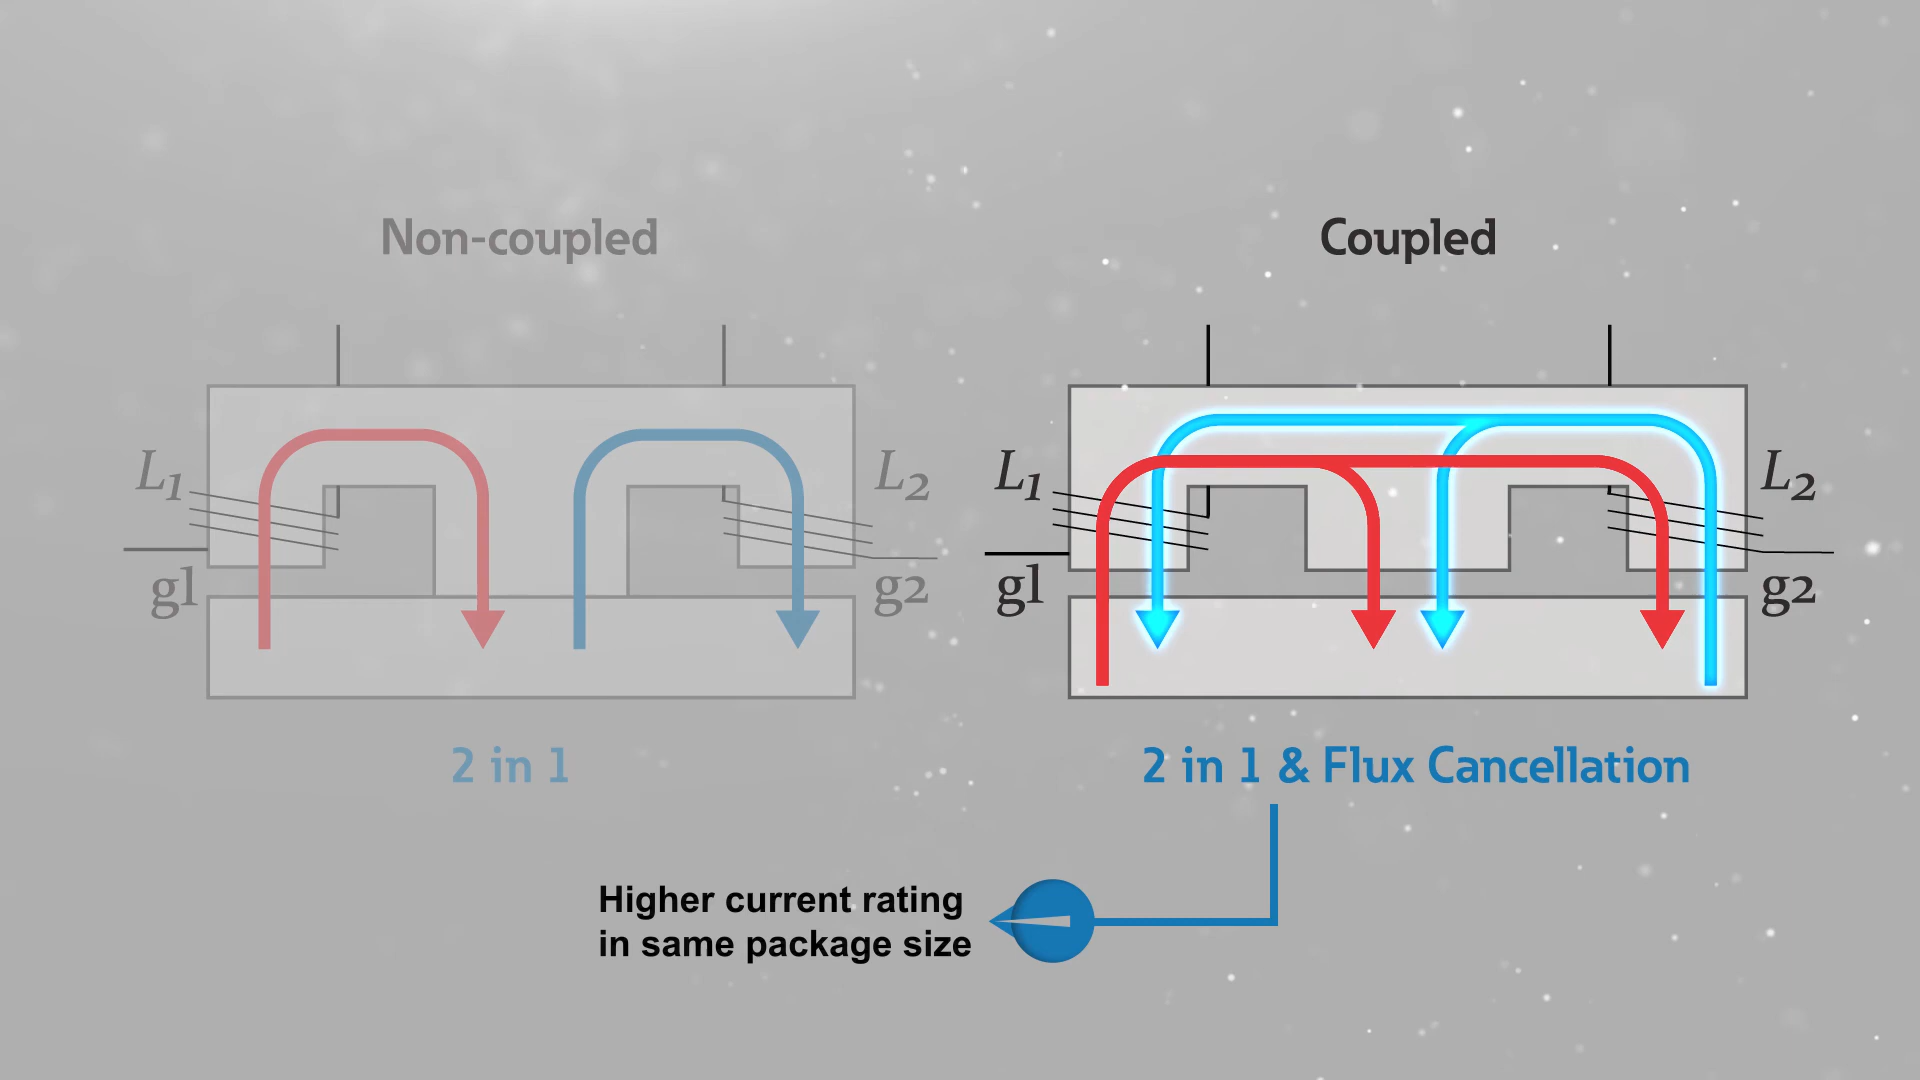 Non-coupled
Coupled
L1
L2
g1
g2
L1
L2
g1
g2
2 in 1
2 in 1 & Flux Cancellation
Higher current rating
in same package size